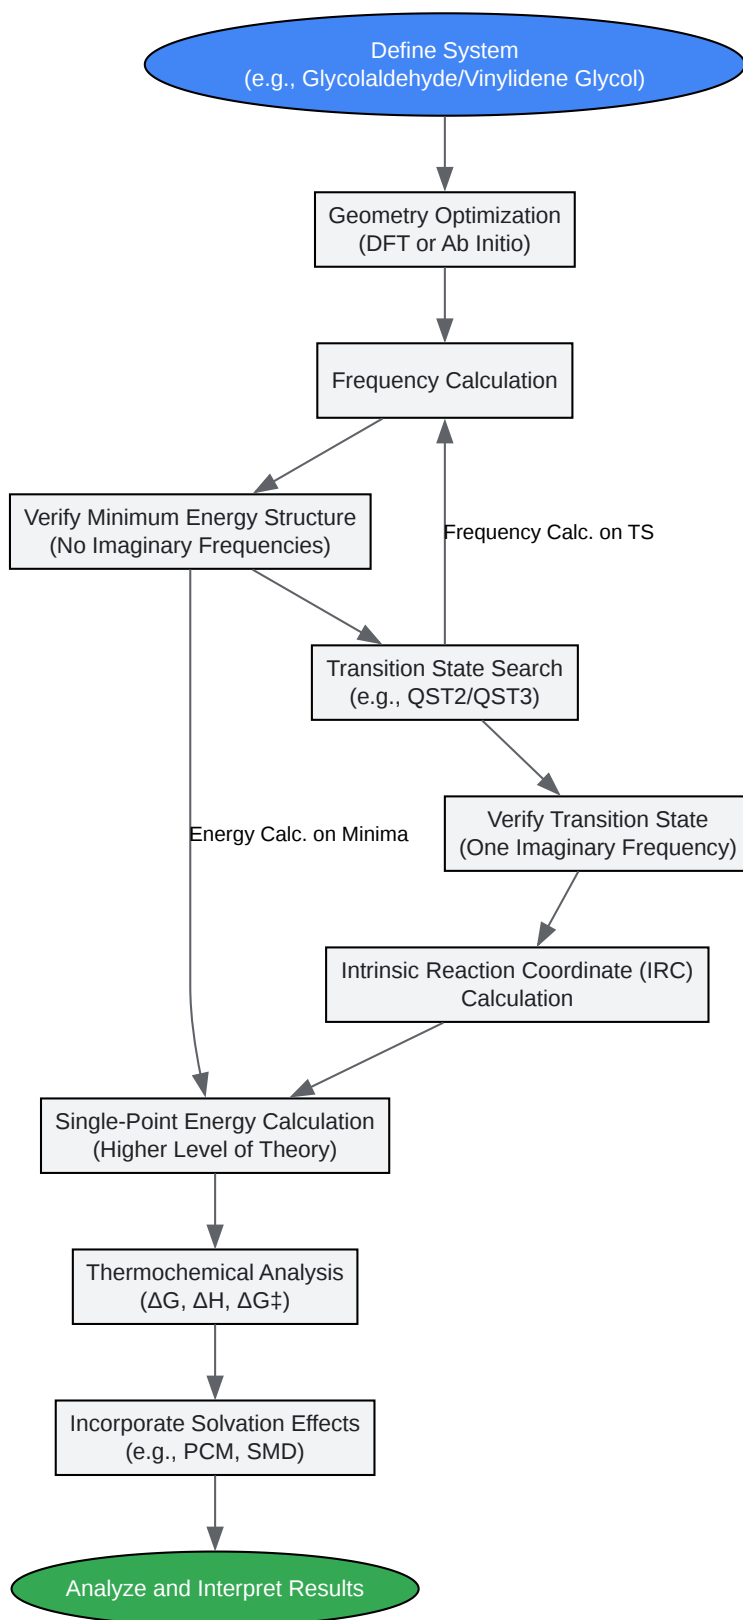 Define System
(e.g., Glycolaldehyde/Vinylidene Glycol)
Geometry Optimization
(DFT or Ab Initio)
Frequency Calculation
Verify Minimum Energy Structure
(No Imaginary Frequencies)
Frequency Calc. on TS
Transition State Search
(e.g., QST2/QST3)
Verify Transition State
(One Imaginary Frequency)
Energy Calc. on Minima
Intrinsic Reaction Coordinate (IRC)
Calculation
Single-Point Energy Calculation
(Higher Level of Theory)
Thermochemical Analysis
(ΔG, ΔH, ΔG‡)
Incorporate Solvation Effects
(e.g., PCM, SMD)
Analyze and Interpret Results